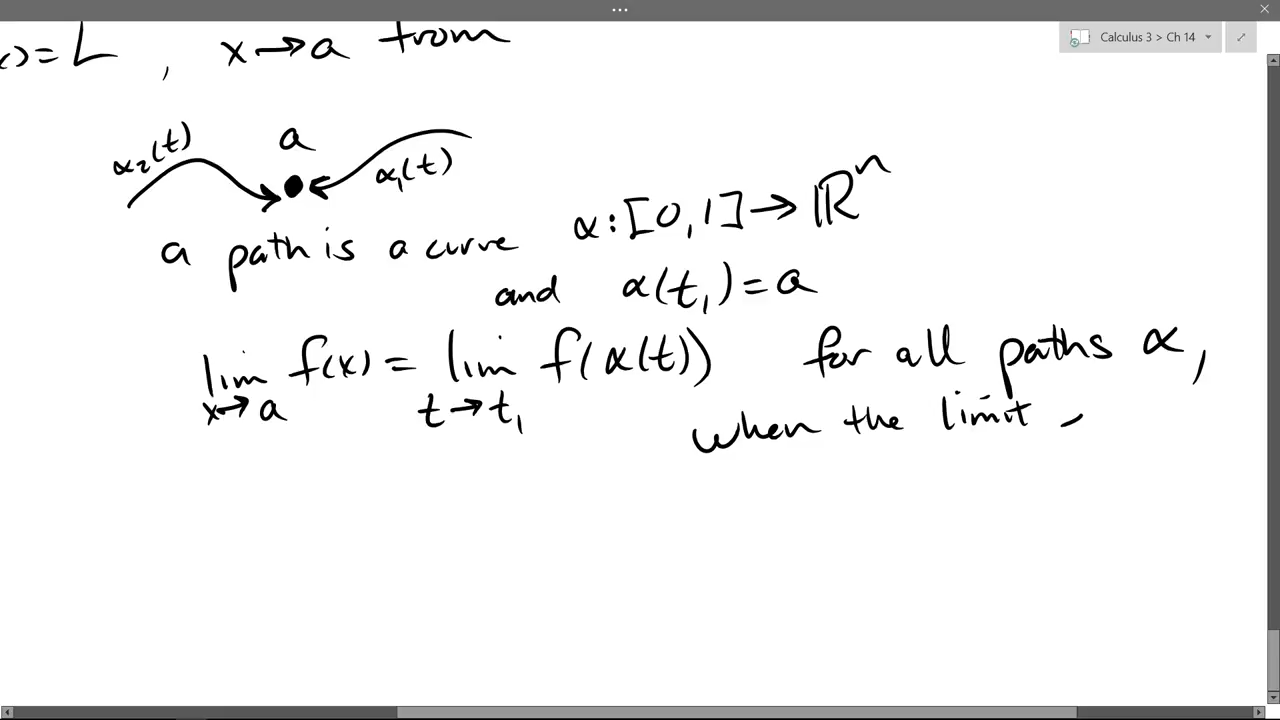 Calculus 3 > Ch 14
)=L , x→a from
a
α₂(t)
α₁(t)
a path is a curve α:[0,1]→ℝⁿ
and α(t₁)=a
lim f(x) = lim f(α(t)) for all paths α,
x→a t→t₁
when the limit